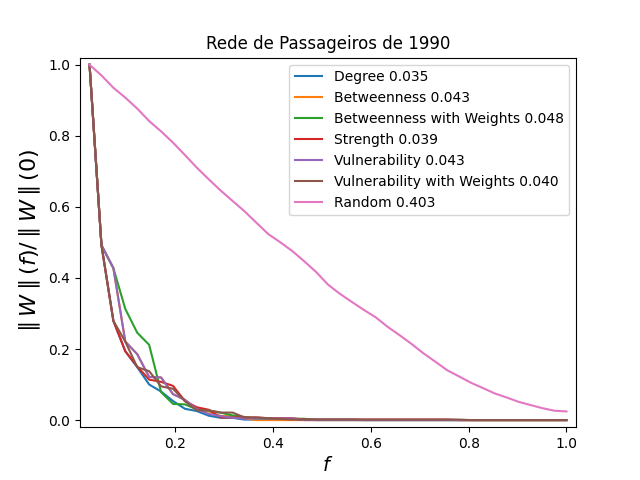 Rede de Passageiros de 1990
1.0
0.8
0.6
0.4
0.2
0.0
∥ W ∥ (f)/ ∥ W ∥ (0)
Degree 0.035
Betweenness 0.043
Betweenness with Weights 0.048
Strength 0.039
Vulnerability 0.043
Vulnerability with Weights 0.040
Random 0.403
0.2 0.4 0.6 0.8 1.0
f